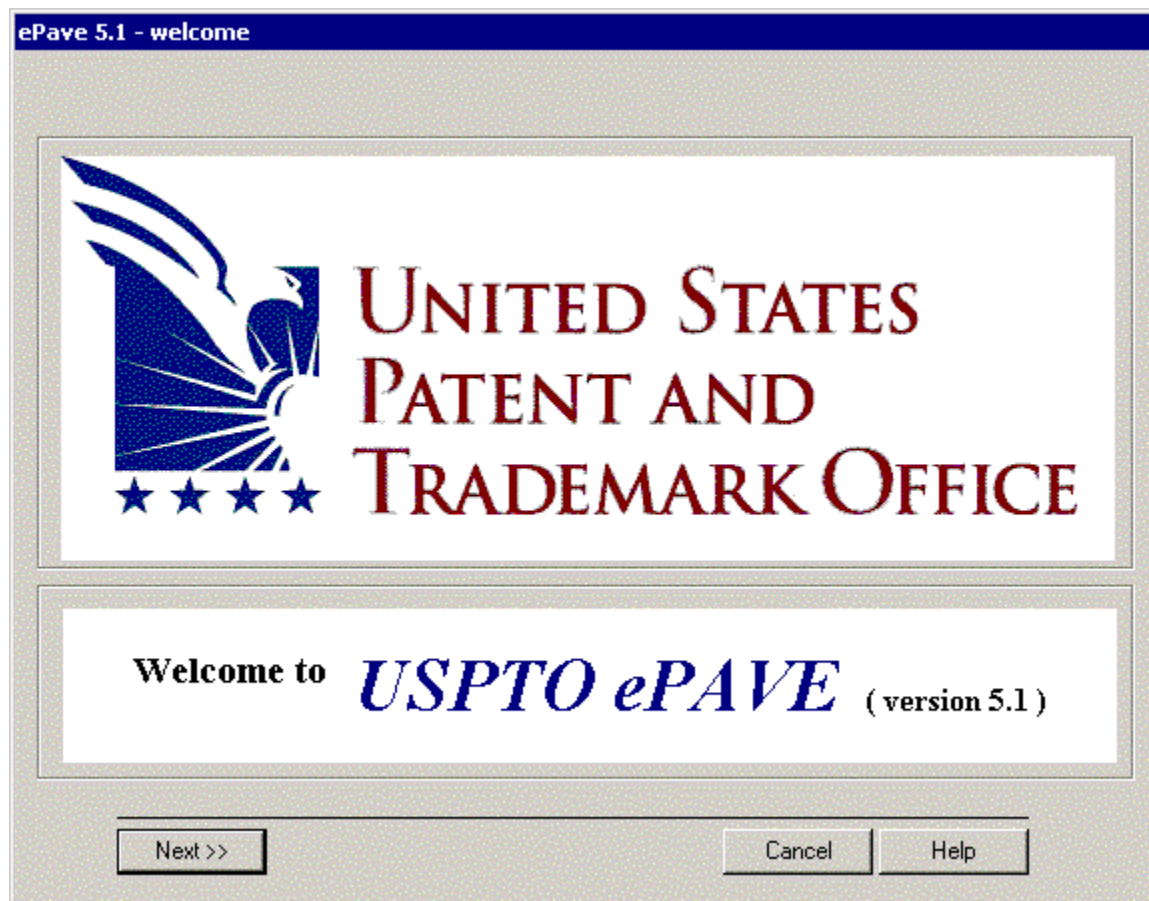 ePave 5.1 - welcome
UNITED STATES
PATENT AND
TRADEMARK OFFICE
Welcome to USPTO ePAVE ( version 5.1 )
Next >> Cancel Help